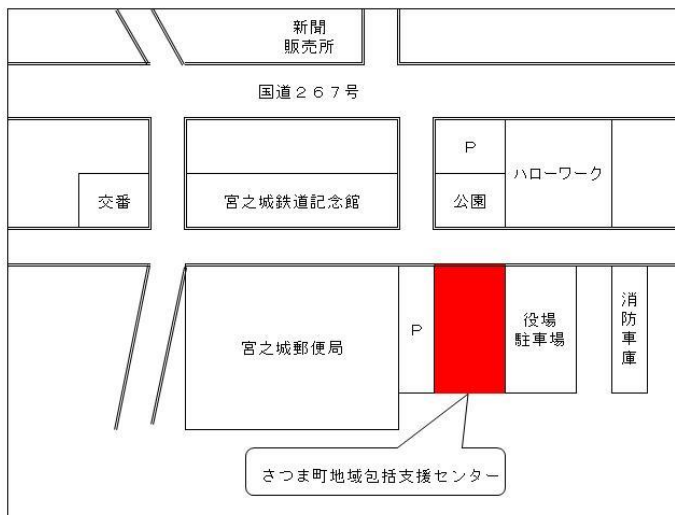 新聞
販売所
国道２６７号
Ｐ
ハローワーク
交番
宮之城鉄道記念館
公園
宮之城郵便局
Ｐ
役場
駐車場
消防車庫
さつま町地域包括支援センター